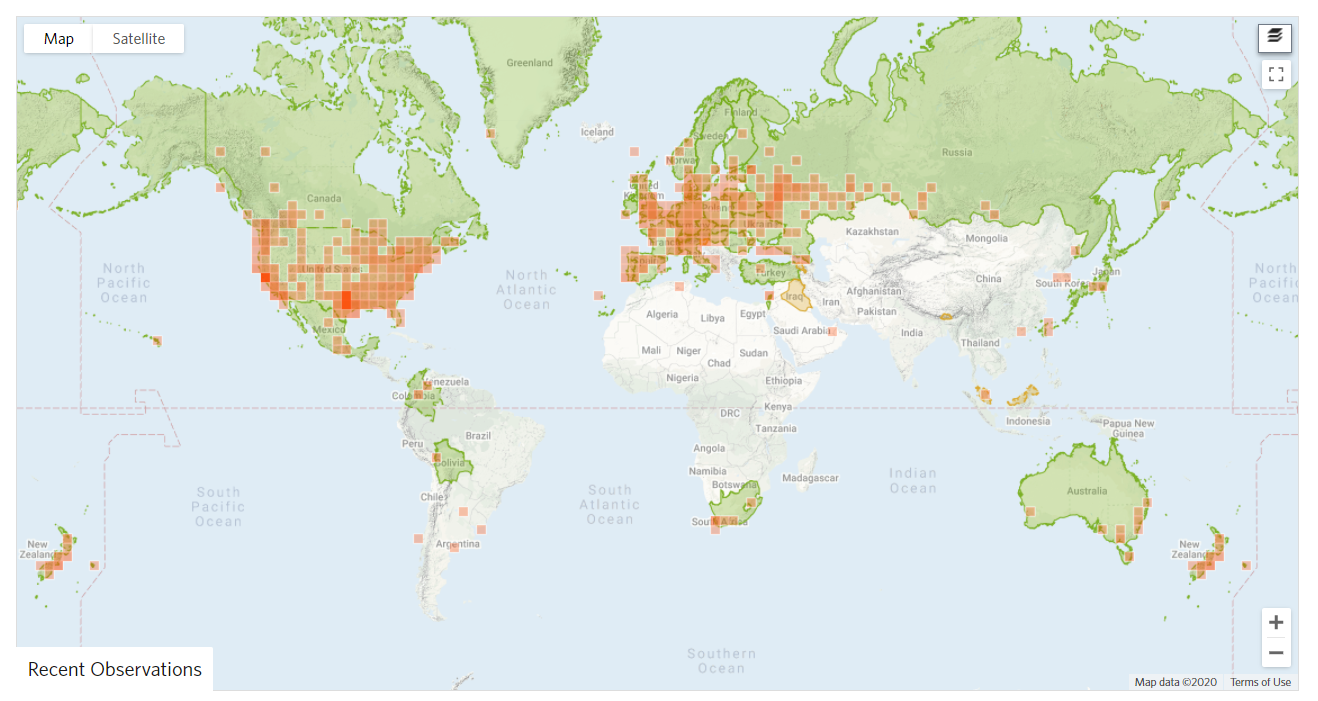 Map
Satellite
Greenland
Iceland
Finland
Sweden
Norwa
Russia
Canada
United
Kingdom
Kazakhstan
Mongolia
North
Pacific
Ocean
United States
North
Atlantic
Ocean
Turkey
China
South Korea
Japan
North
Pacific
Ocean
Iraq
Iran
Afghanistan
Pakistan
Algeria
Libya
Egypt
Saudi Arabia
India
Mexico
Mali
Niger
Chad
Sudan
Thailand
Venezuela
Colombia
Nigeria
Ethiopia
DRC
Kenya
Tanzania
Indonesia
Papua New
Guinea
Peru
Brazil
Bolivia
Angola
Namibia
Botswana
Madagascar
Indian
Ocean
Australia
South
Pacific
Ocean
Chile
South
Atlantic
Ocean
South Africa
Argentina
New
Zealand
New
Zealand
Southern
Ocean
+
−
Recent Observations
Map data ©2020
Terms of Use